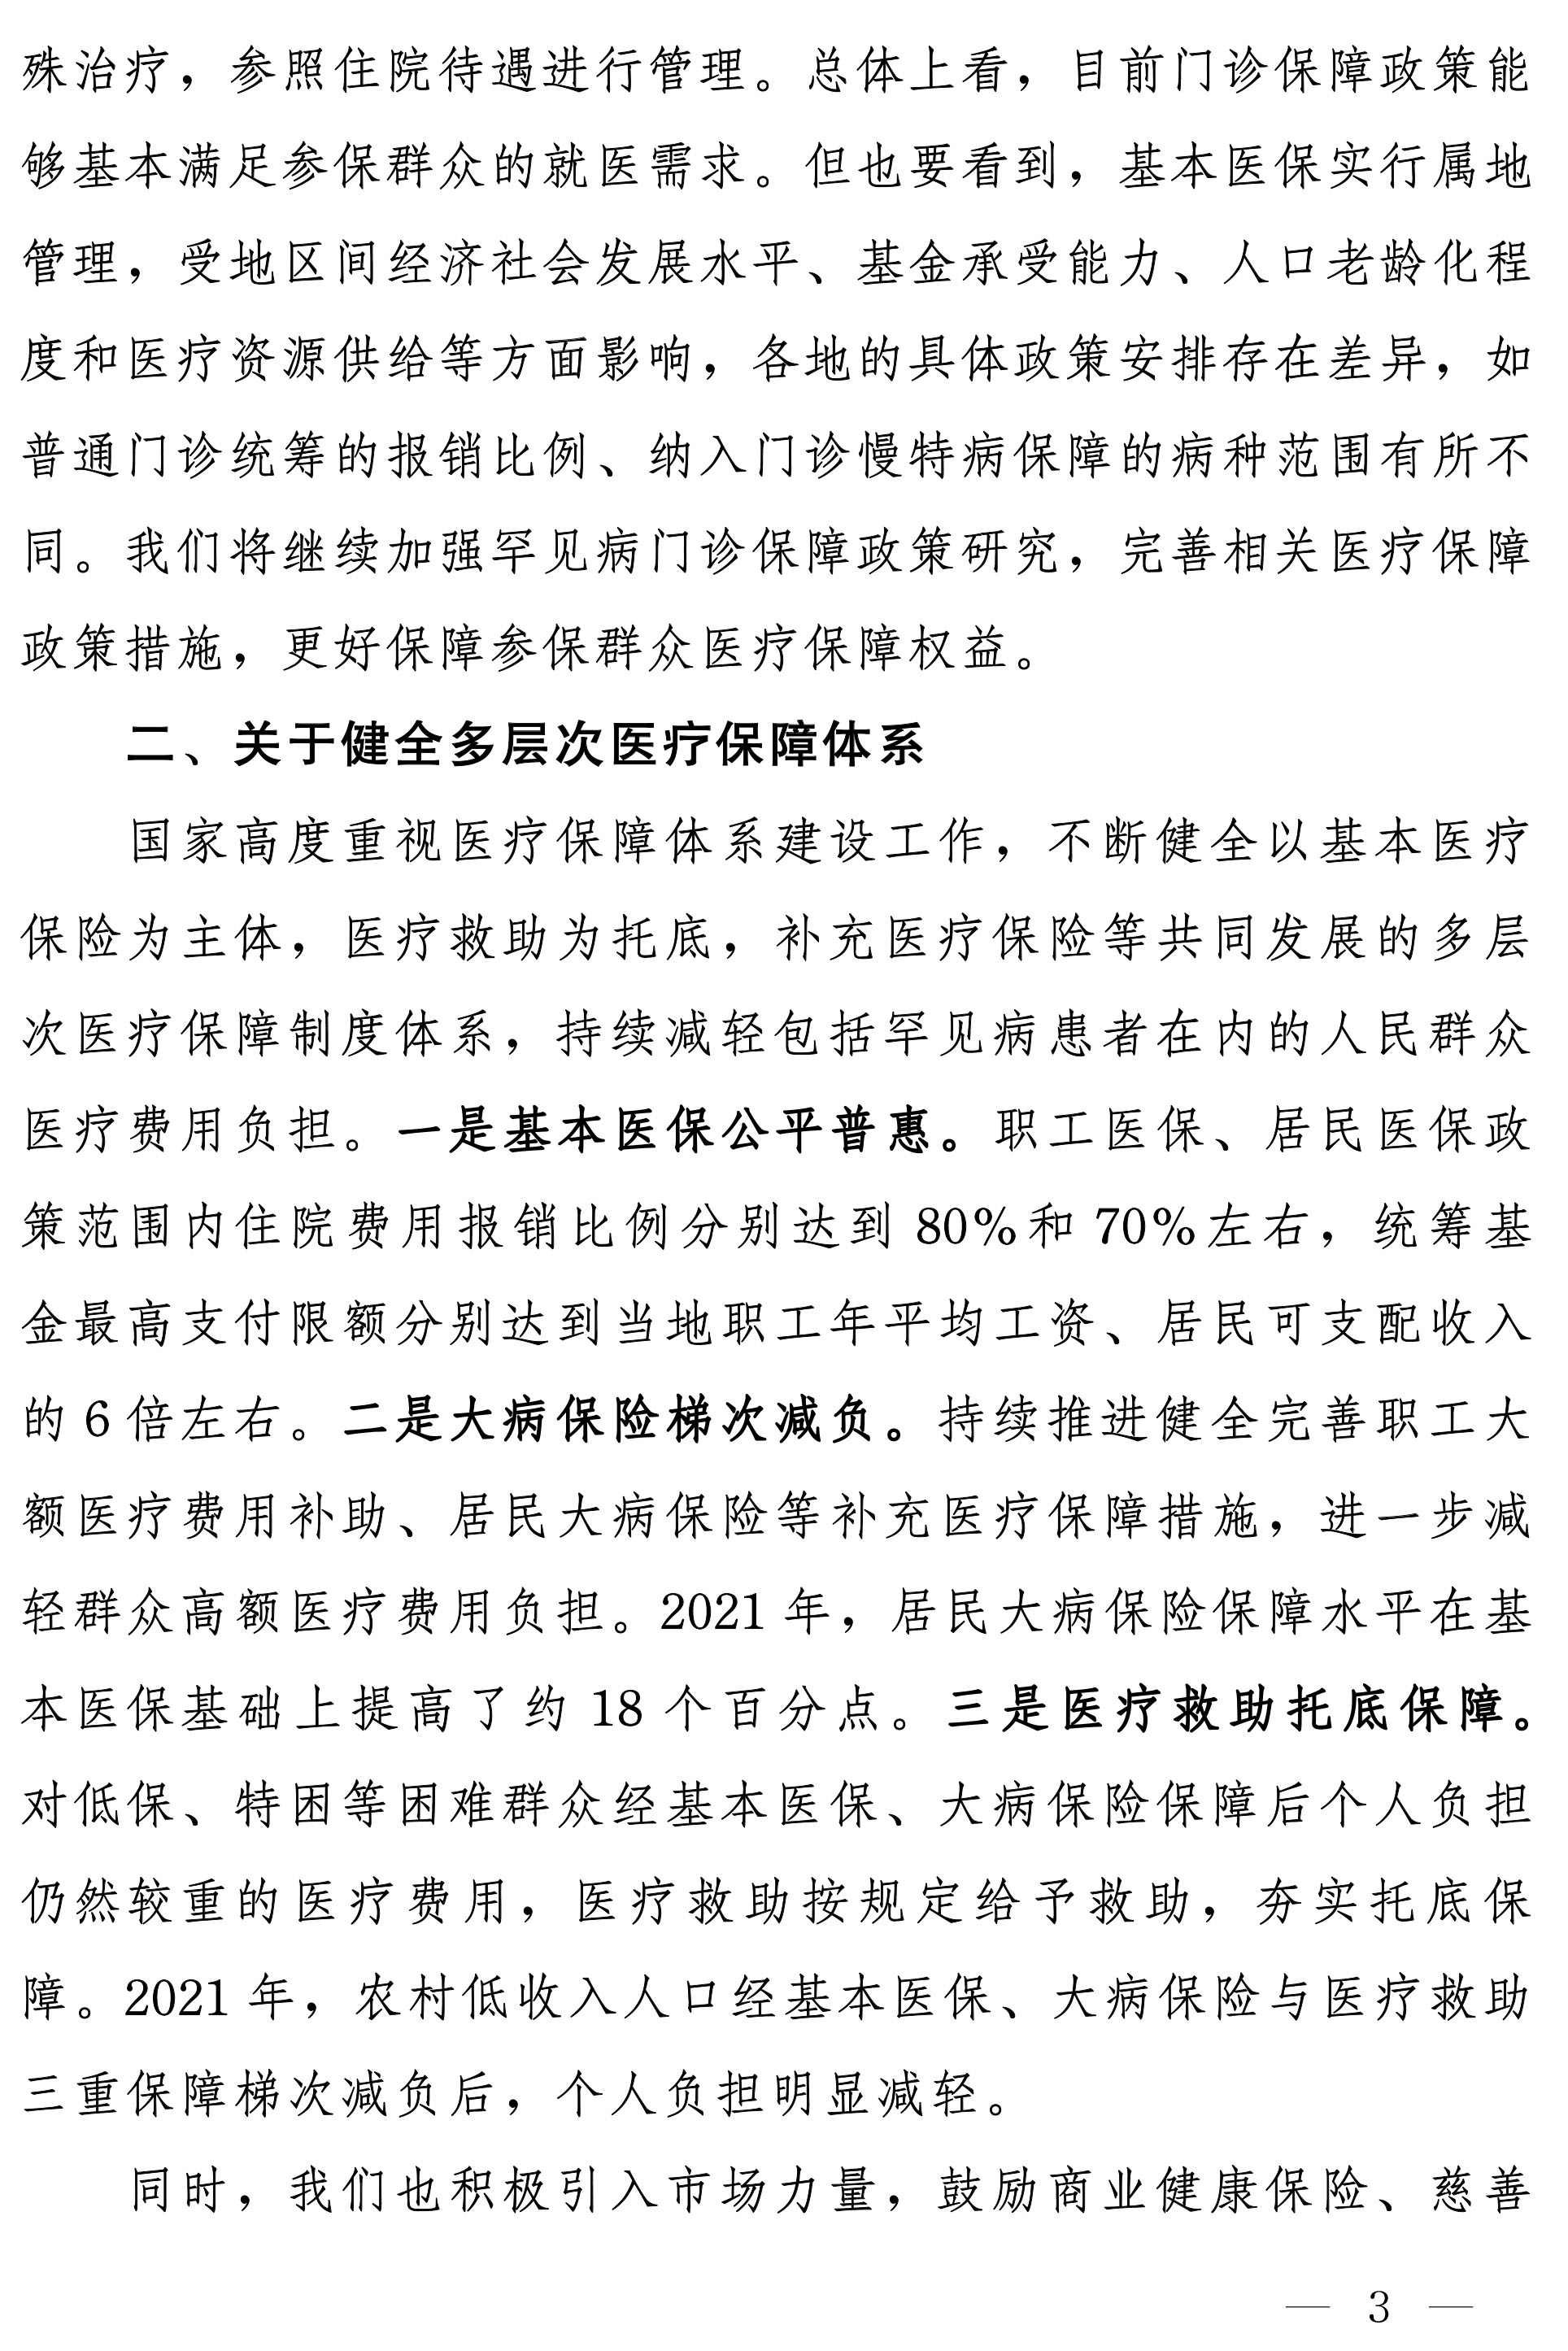 殊治疗，参照住院待遇进行管理。总体上看，目前门诊保障政策能
够基本满足参保群众的就医需求。但也要看到，基本医保实行属地
管理，受地区间经济社会发展水平、基金承受能力、人口老龄化程
度和医疗资源供给等方面影响，各地的具体政策安排存在差异，如
普通门诊统筹的报销比例、纳入门诊慢特病保障的病种范围有所不
同。我们将继续加强罕见病门诊保障政策研究，完善相关医疗保障
政策措施，更好保障参保群众医疗保障权益。
二、关于健全多层次医疗保障体系
国家高度重视医疗保障体系建设工作，不断健全以基本医疗
保险为主体，医疗救助为托底，补充医疗保险等共同发展的多层
次医疗保障制度体系，持续减轻包括罕见病患者在内的人民群众
医疗费用负担。一是基本医保公平普惠。职工医保、居民医保政
策范围内住院费用报销比例分别达到 80%和 70%左右，统筹基
金最高支付限额分别达到当地职工年平均工资、居民可支配收入
的 6 倍左右。二是大病保险梯次减负。持续推进健全完善职工大
额医疗费用补助、居民大病保险等补充医疗保障措施，进一步减
轻群众高额医疗费用负担。2021 年，居民大病保险保障水平在基
本医保基础上提高了约 18 个百分点。三是医疗救助托底保障。
对低保、特困等困难群众经基本医保、大病保险保障后个人负担
仍然较重的医疗费用，医疗救助按规定给予救助，夯实托底保
障。2021 年，农村低收入人口经基本医保、大病保险与医疗救助
三重保障梯次减负后，个人负担明显减轻。
同时，我们也积极引入市场力量，鼓励商业健康保险、慈善
— 3 —